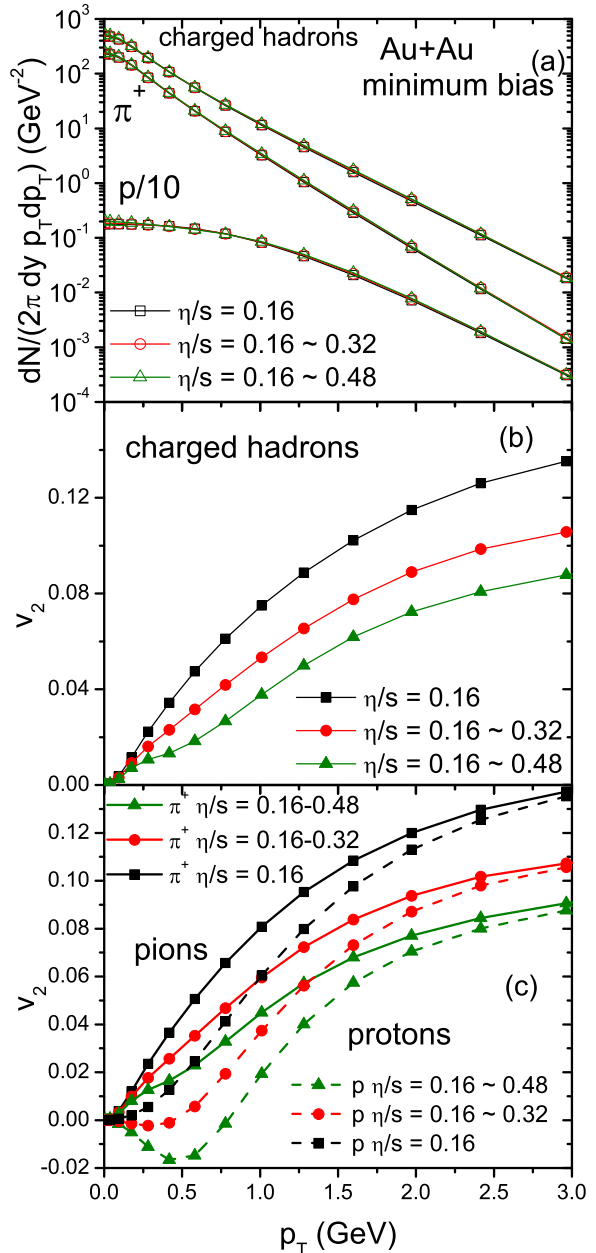 charged hadrons
Au+Au
minimum bias
(a)
π⁺
p/10
η/s = 0.16
η/s = 0.16 ~ 0.32
η/s = 0.16 ~ 0.48
dN/(2π dy p_T dp_T) (GeV⁻²)
10³
10²
10¹
10⁰
10⁻¹
10⁻²
10⁻³
10⁻⁴
charged hadrons
(b)
v₂
0.12
0.08
0.04
0.00
η/s = 0.16
η/s = 0.16 ~ 0.32
η/s = 0.16 ~ 0.48
π⁺ η/s = 0.16-0.48
π⁺ η/s = 0.16-0.32
π⁺ η/s = 0.16
pions
(c)
protons
p η/s = 0.16 ~ 0.48
p η/s = 0.16 ~ 0.32
p η/s = 0.16
v₂
0.12
0.10
0.08
0.06
0.04
0.02
0.00
-0.02
0.0 0.5 1.0 1.5 2.0 2.5 3.0
p_T (GeV)